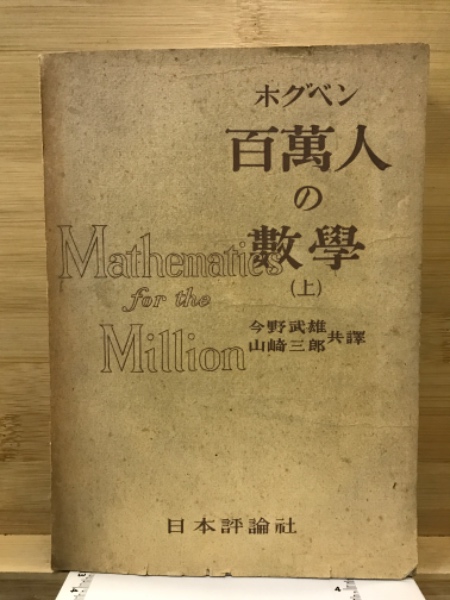 ホグベン
百萬人
の
數學
(上)
Mathematics
for the
Million
今野武雄
山崎三郎
共譯
日本評論社